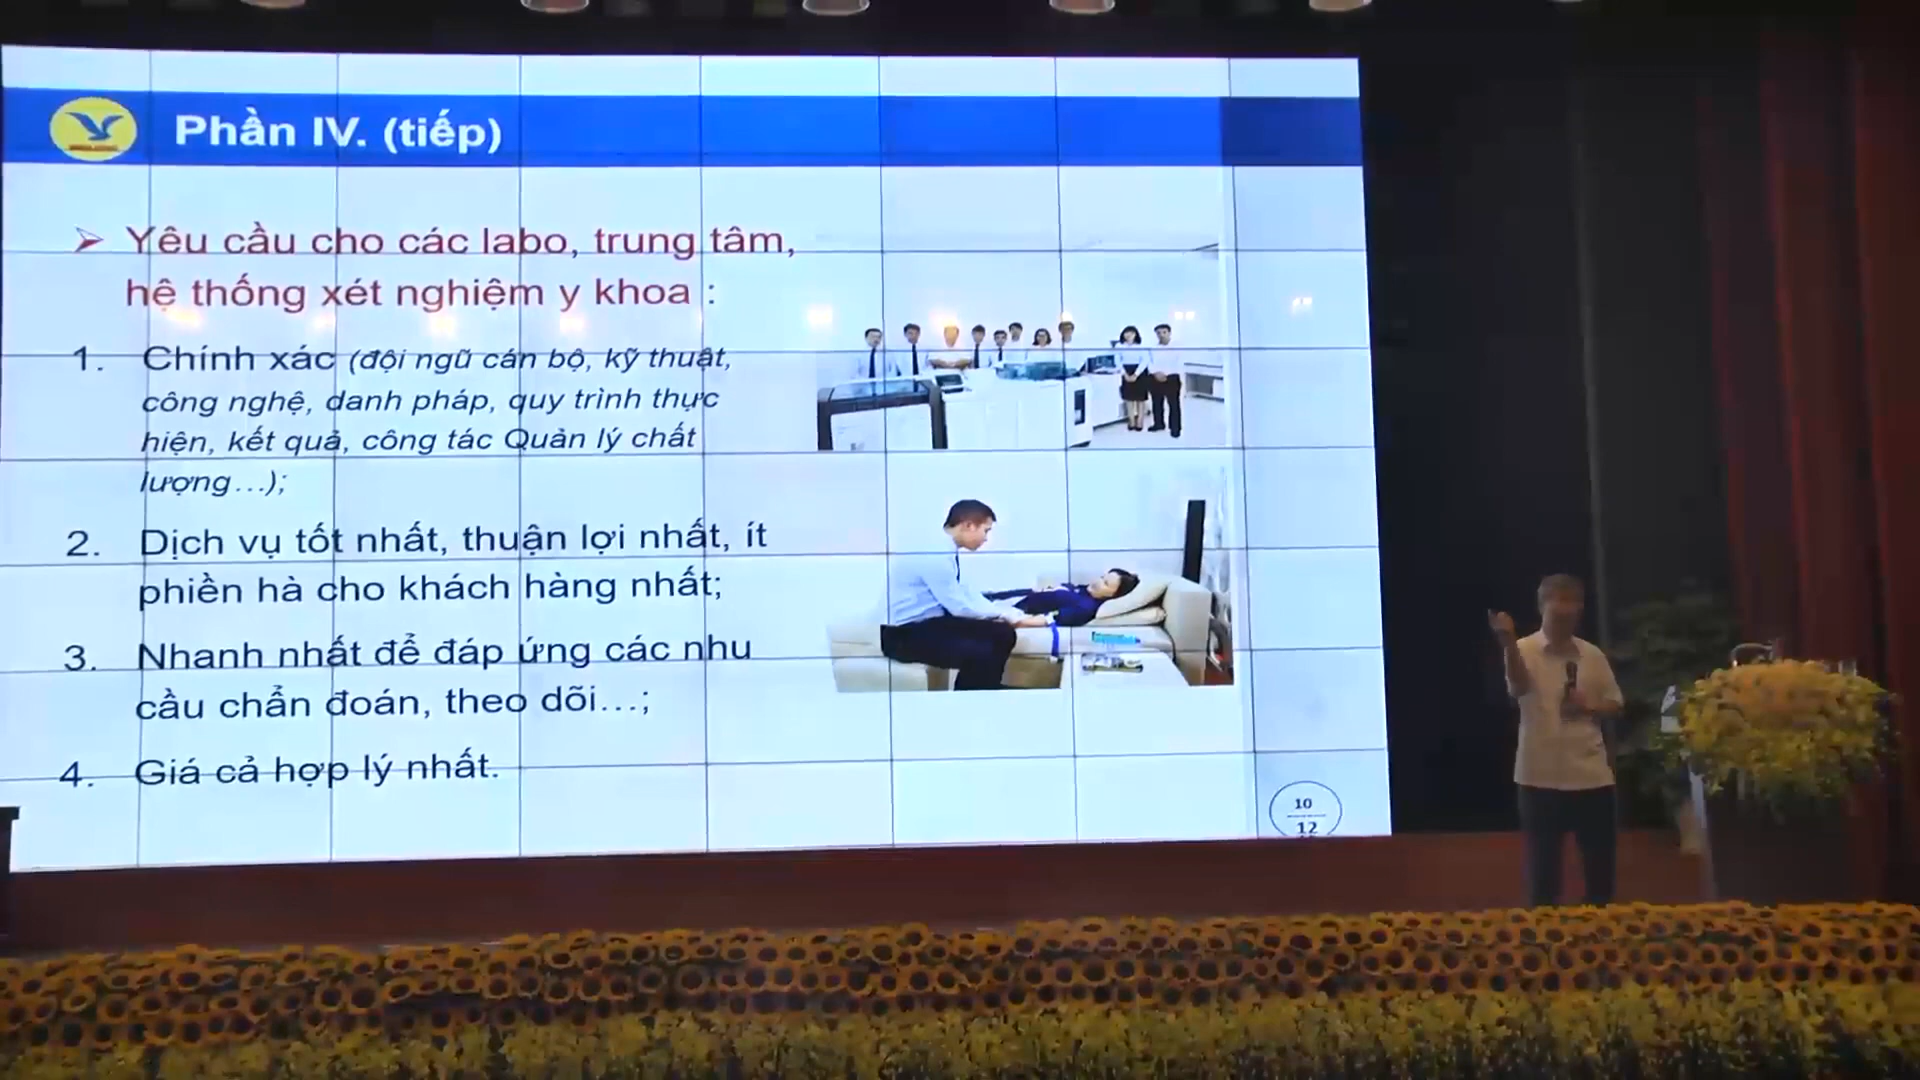 Phần IV. (tiếp)
➢ Yêu cầu cho các labo, trung tâm,
hệ thống xét nghiệm y khoa :
1. Chính xác (đội ngũ cán bộ, kỹ thuật,
công nghệ, danh pháp, quy trình thực
hiện, kết quả, công tác Quản lý chất
lượng...);
2. Dịch vụ tốt nhất, thuận lợi nhất, ít
phiền hà cho khách hàng nhất;
3. Nhanh nhất để đáp ứng các nhu
cầu chẩn đoán, theo dõi...;
4. Giá cả hợp lý nhất.
10
12